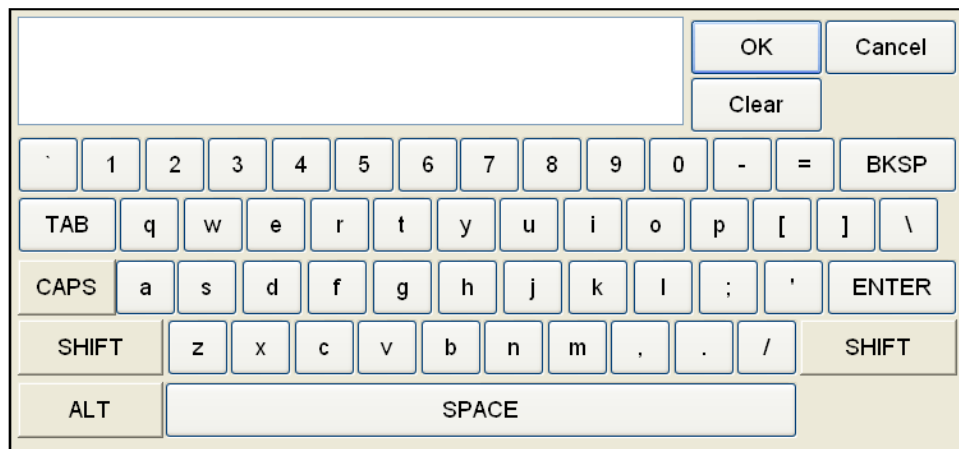 OK Cancel
Clear
` 1 2 3 4 5 6 7 8 9 0 - = BKSP
TAB q w e r t y u i o p [ ] \
CAPS a s d f g h j k l ; ' ENTER
SHIFT z x c v b n m , . / SHIFT
ALT SPACE